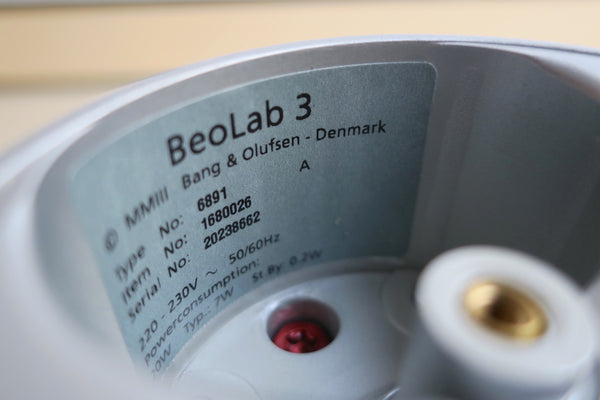 BeoLab 3
© MMIII Bang & Olufsen - Denmark
Type No: 6891 A
Item No: 1680026
Serial No: 20238662
220 - 230V ~ 50/60Hz
Powerconsumption:
Typ.: 7W St By: 0.2W